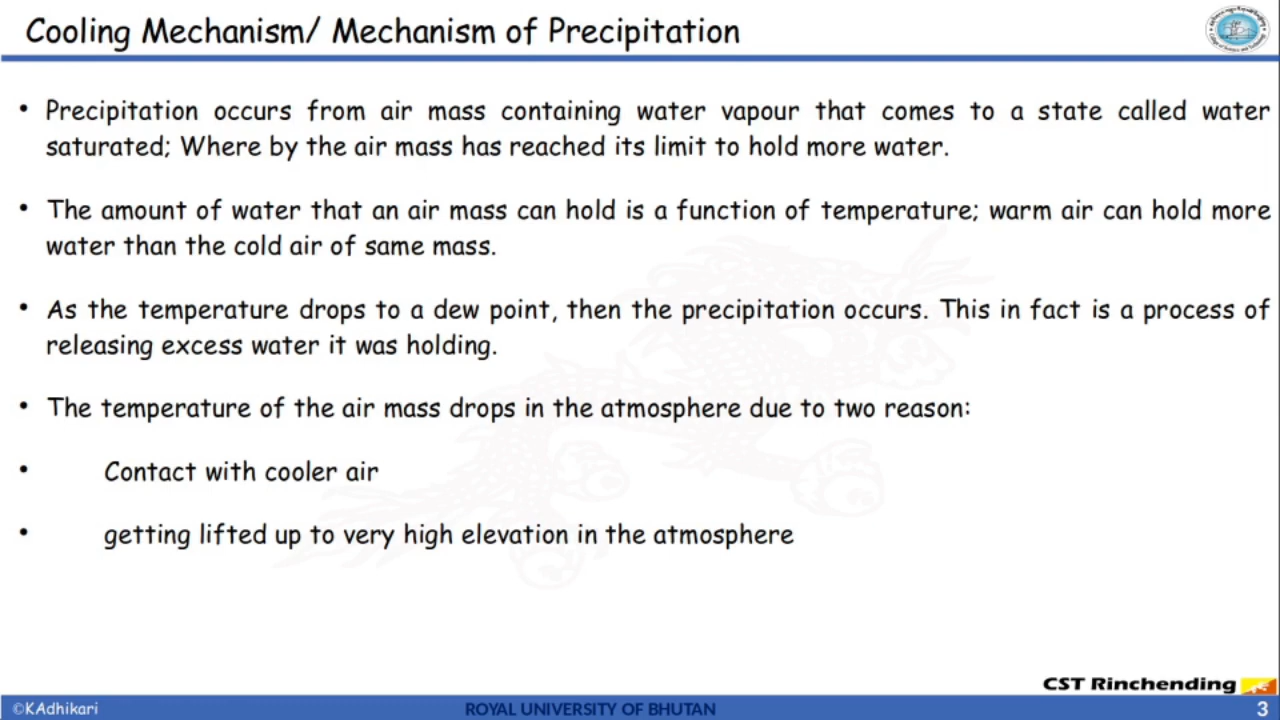 Cooling Mechanism/ Mechanism of Precipitation
• Precipitation occurs from air mass containing water vapour that comes to a state called water
saturated; Where by the air mass has reached its limit to hold more water.
• The amount of water that an air mass can hold is a function of temperature; warm air can hold more
water than the cold air of same mass.
• As the temperature drops to a dew point, then the precipitation occurs. This in fact is a process of
releasing excess water it was holding.
• The temperature of the air mass drops in the atmosphere due to two reason:
• Contact with cooler air
• getting lifted up to very high elevation in the atmosphere
CST Rinchending
©KAdhikari
ROYAL UNIVERSITY OF BHUTAN
3